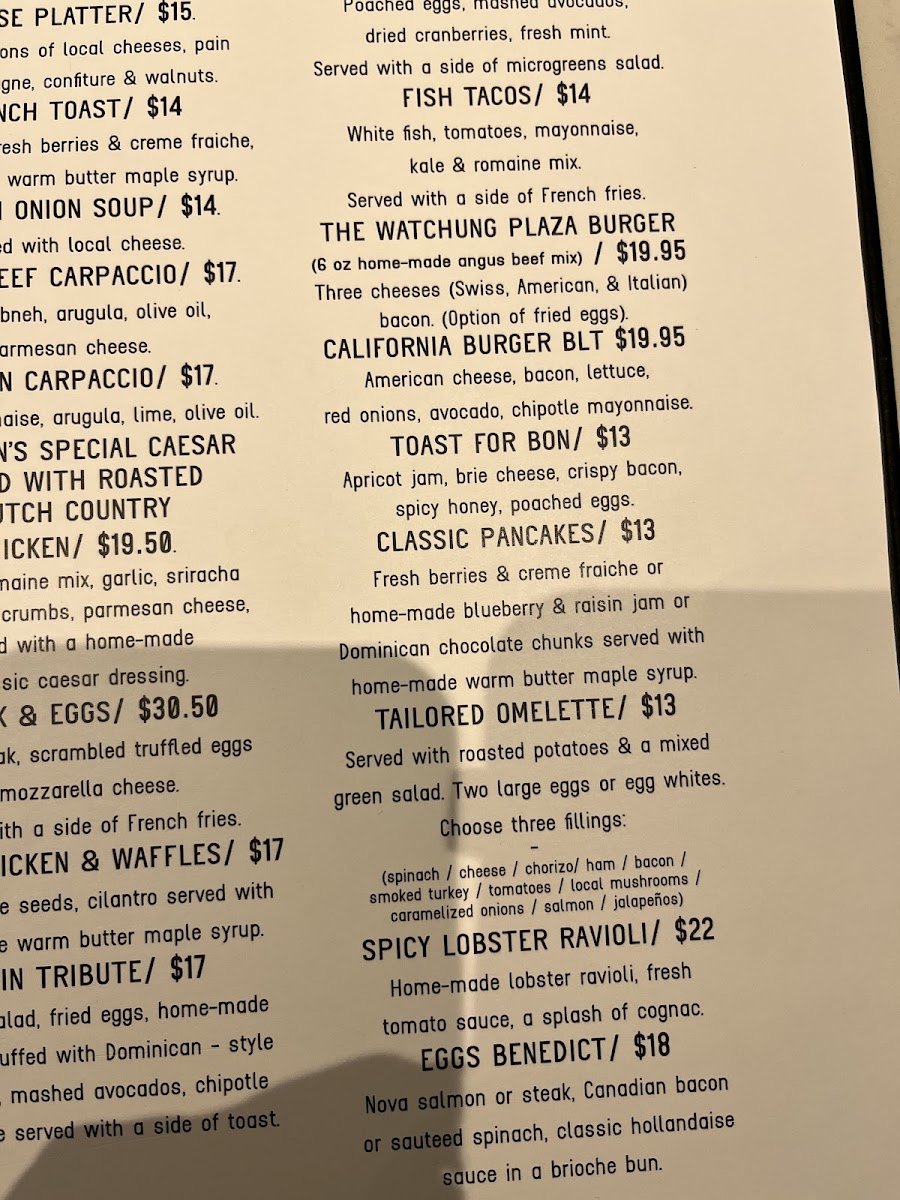 SE PLATTER/ $15.
ons of local cheeses, pain
gne, confiture & walnuts.
NCH TOAST/ $14
resh berries & creme fraiche,
warm butter maple syrup.
ONION SOUP/ $14.
ed with local cheese.
EEF CARPACCIO/ $17.
bneh, arugula, olive oil,
armesan cheese.
N CARPACCIO/ $17.
naise, arugula, lime, olive oil.
N'S SPECIAL CAESAR
D WITH ROASTED
UTCH COUNTRY
ICKEN/ $19.50.
maine mix, garlic, sriracha
crumbs, parmesan cheese,
d with a home-made
sic caesar dressing.
K & EGGS/ $30.50
ak, scrambled truffled eggs
mozzarella cheese.
ith a side of French fries.
ICKEN & WAFFLES/ $17
e seeds, cilantro served with
e warm butter maple syrup.
IN TRIBUTE/ $17
alad, fried eggs, home-made
uffed with Dominican - style
, mashed avocados, chipotle
e served with a side of toast.
Poached eggs, mashed avocados,
dried cranberries, fresh mint.
Served with a side of microgreens salad.
FISH TACOS/ $14
White fish, tomatoes, mayonnaise,
kale & romaine mix.
Served with a side of French fries.
THE WATCHUNG PLAZA BURGER
(6 oz home-made angus beef mix) / $19.95
Three cheeses (Swiss, American, & Italian)
bacon. (Option of fried eggs).
CALIFORNIA BURGER BLT $19.95
American cheese, bacon, lettuce,
red onions, avocado, chipotle mayonnaise.
TOAST FOR BON/ $13
Apricot jam, brie cheese, crispy bacon,
spicy honey, poached eggs.
CLASSIC PANCAKES/ $13
Fresh berries & creme fraiche or
home-made blueberry & raisin jam or
Dominican chocolate chunks served with
home-made warm butter maple syrup.
TAILORED OMELETTE/ $13
Served with roasted potatoes & a mixed
green salad. Two large eggs or egg whites.
Choose three fillings:
–
(spinach / cheese / chorizo/ ham / bacon /
smoked turkey / tomatoes / local mushrooms /
caramelized onions / salmon / jalapeños)
SPICY LOBSTER RAVIOLI/ $22
Home-made lobster ravioli, fresh
tomato sauce, a splash of cognac.
EGGS BENEDICT/ $18
Nova salmon or steak, Canadian bacon
or sauteed spinach, classic hollandaise
sauce in a brioche bun.